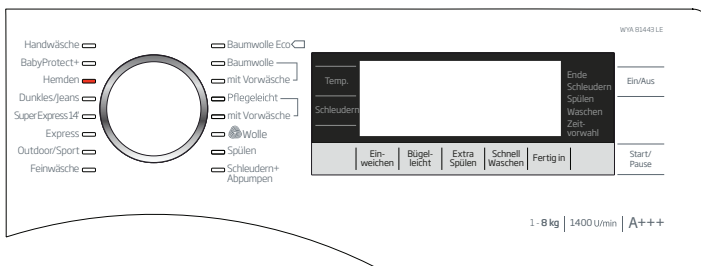 WYA 81443 LE
Handwäsche
BabyProtect+
Hemden
Dunkles/Jeans
SuperExpress 14'
Express
Outdoor/Sport
Feinwäsche
Baumwolle Eco
Baumwolle
mit Vorwäsche
Pflegeleicht
mit Vorwäsche
Wolle
Spülen
Schleudern+
Abpumpen
Temp.
Schleudern
Ende
Schleudern
Spülen
Waschen
Zeit-
vorwahl
Ein-
weichen
Bügel-
leicht
Extra
Spülen
Schnell
Waschen
Fertig in
Ein/Aus
Start/
Pause
1 - 8 kg
1400 U/min
A+++